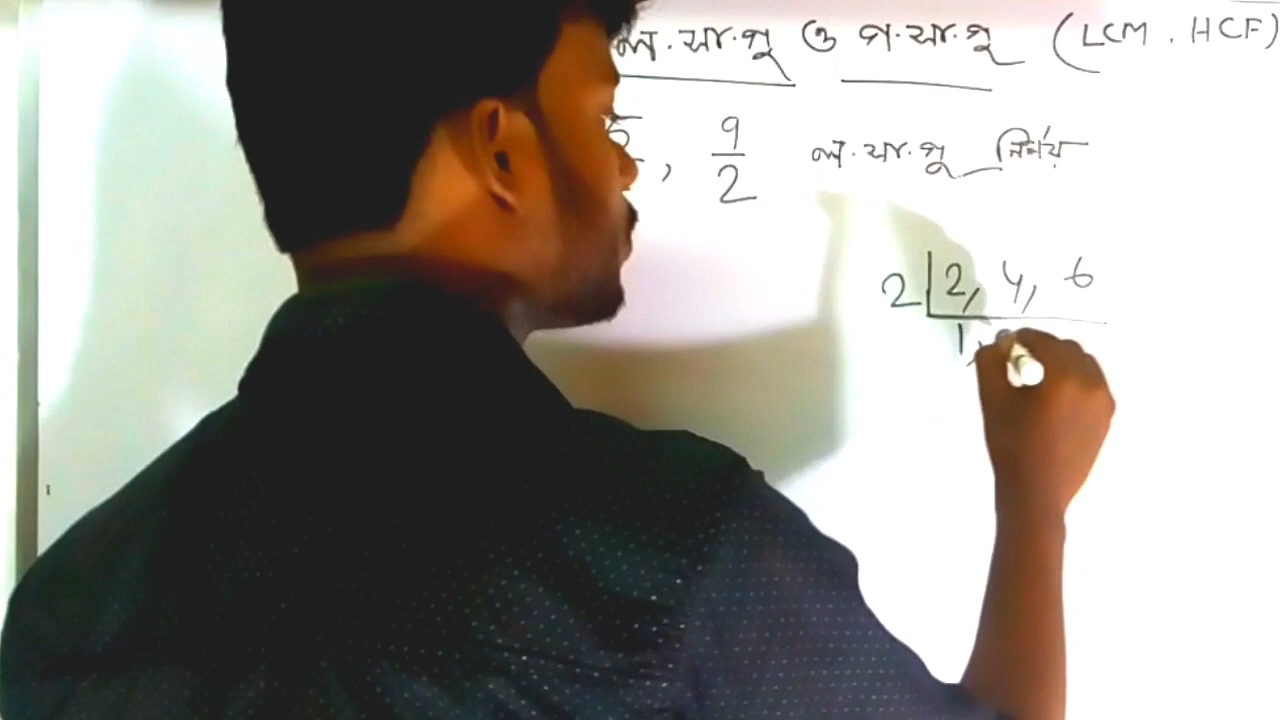 ল.সা.গু ও গ.সা.গু (LCM . HCF)
, 9/2 ল.সা.গু নির্ণয়
2 | 2, 4, 6
1,